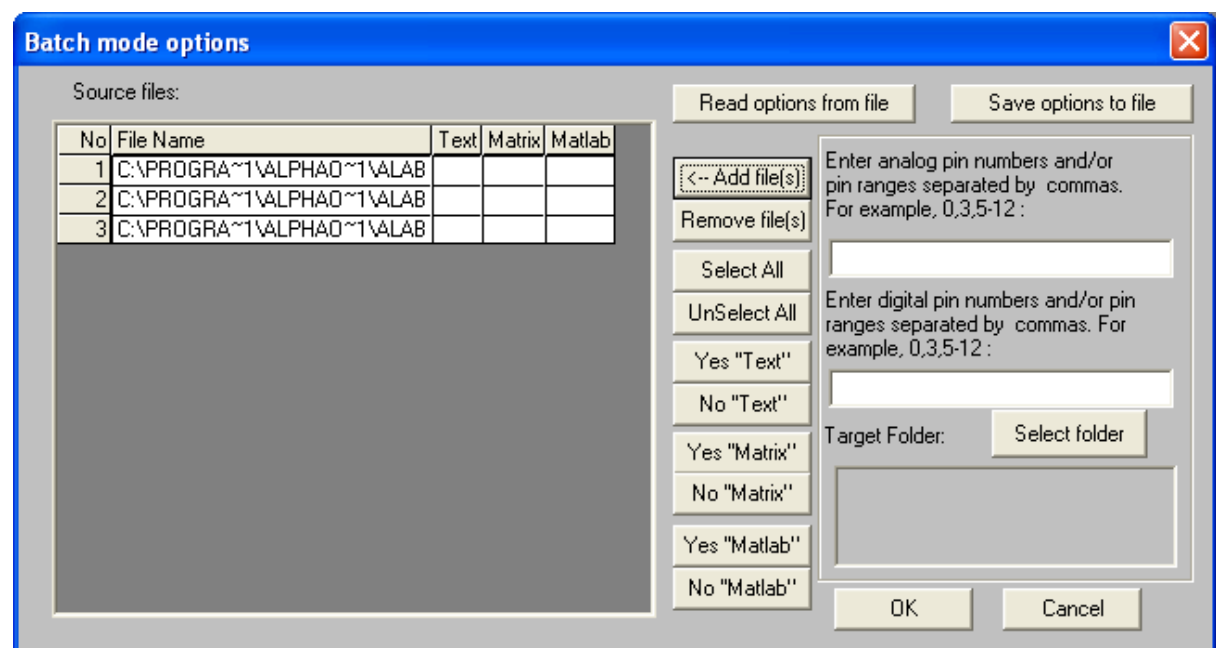 Batch mode options
Source files:
No File Name Text Matrix Matlab
1 C:\PROGRA~1\ALPHAO~1\ALAB
2 C:\PROGRA~1\ALPHAO~1\ALAB
3 C:\PROGRA~1\ALPHAO~1\ALAB
Read options from file
Save options to file
<-- Add file(s)
Remove file(s)
Select All
UnSelect All
Yes "Text"
No "Text"
Yes "Matrix"
No "Matrix"
Yes "Matlab"
No "Matlab"
Enter analog pin numbers and/or
pin ranges separated by commas.
For example, 0,3,5-12 :
Enter digital pin numbers and/or pin
ranges separated by commas. For
example, 0,3,5-12 :
Target Folder:
Select folder
OK
Cancel